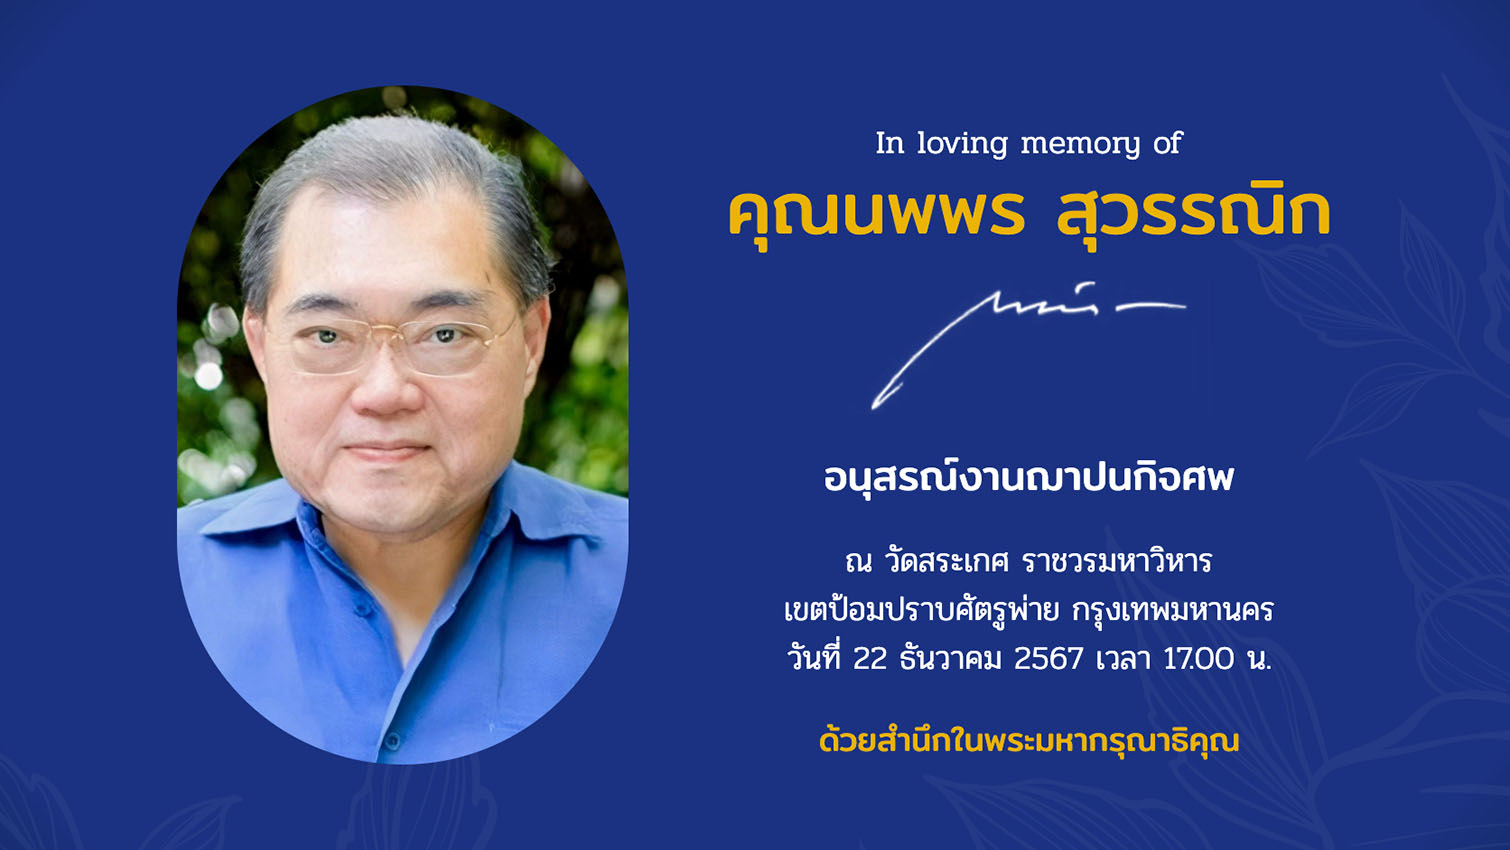 In loving memory of
คุณนพพร สุวรรณิก
อนุสรณ์งานฌาปนกิจศพ
ณ วัดสระเกศ ราชวรมหาวิหาร
เขตป้อมปราบศัตรูพ่าย กรุงเทพมหานคร
วันที่ 22 ธันวาคม 2567 เวลา 17.00 น.
ด้วยสำนึกในพระมหากรุณาธิคุณ